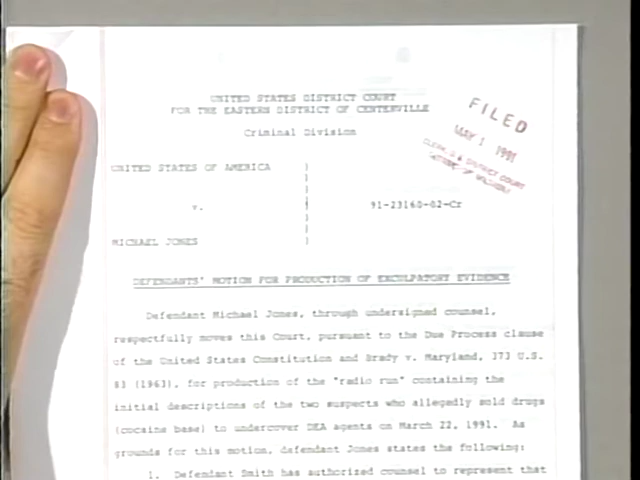 UNITED STATES DISTRICT COURT
FOR THE EASTERN DISTRICT OF CENTERVILLE
Criminal Division
FILED
MAY 1 1991
CLERK, U.S. DISTRICT COURT
UNITED STATES OF AMERICA
v.
91-23160-02-Cr
MICHAEL JONES
DEFENDANTS' MOTION FOR PRODUCTION OF EXCULPATORY EVIDENCE
Defendant Michael Jones, through undersigned counsel,
respectfully moves this Court, pursuant to the Due Process clause
of the United States Constitution and Brady v. Maryland, 373 U.S.
83 (1963), for production of the "radio run" containing the
initial descriptions of the two suspects who allegedly sold drugs
(cocaine base) to undercover DEA agents on March 22, 1991. As
grounds for this motion, defendant Jones states the following:
1. Defendant Smith has authorized counsel to represent that